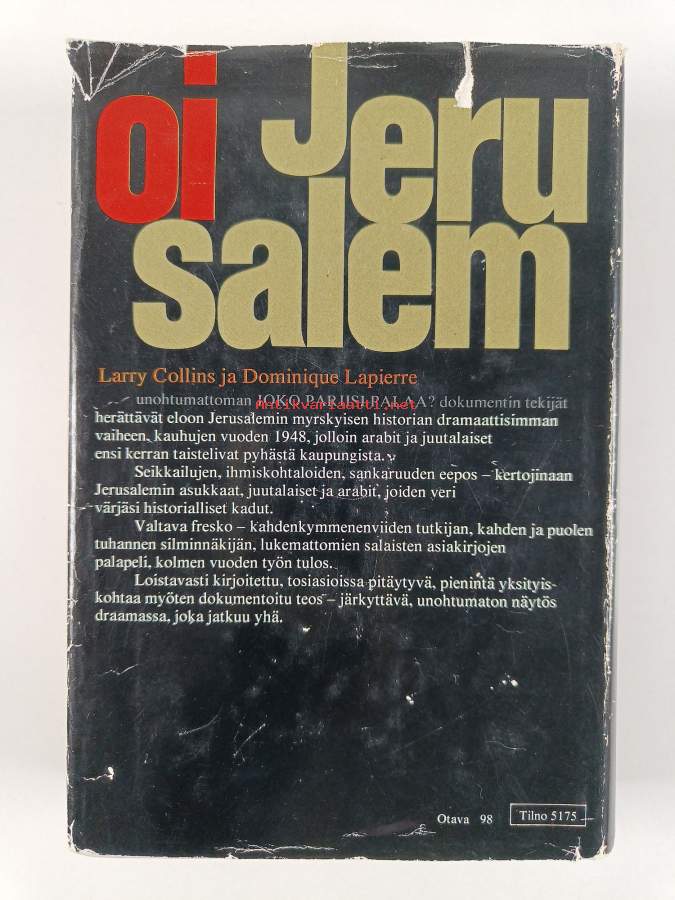 oi Jeru
salem
Larry Collins ja Dominique Lapierre
unohtumattoman JOKO PARIISI PALAA? dokumentin tekijät
antikvariaatti.net
herättävät eloon Jerusalemin myrskyisen historian dramaattisimman
vaiheen, kauhujen vuoden 1948, jolloin arabit ja juutalaiset
ensi kerran taistelivat pyhästä kaupungista.
Seikkailujen, ihmiskohtaloiden, sankaruuden eepos – kertojinaan
Jerusalemin asukkaat, juutalaiset ja arabit, joiden veri
värjäsi historialliset kadut.
Valtava fresko – kahdenkymmenenviiden tutkijan, kahden ja puolen
tuhannen silminnäkijän, lukemattomien salaisten asiakirjojen
palapeli, kolmen vuoden työn tulos.
Loistavasti kirjoitettu, tosiasioissa pitäytyvä, pienintä yksityis-
kohtaa myöten dokumentoitu teos – järkyttävä, unohtumaton näytös
draamassa, joka jatkuu yhä.
Otava 98 Tilno 5175